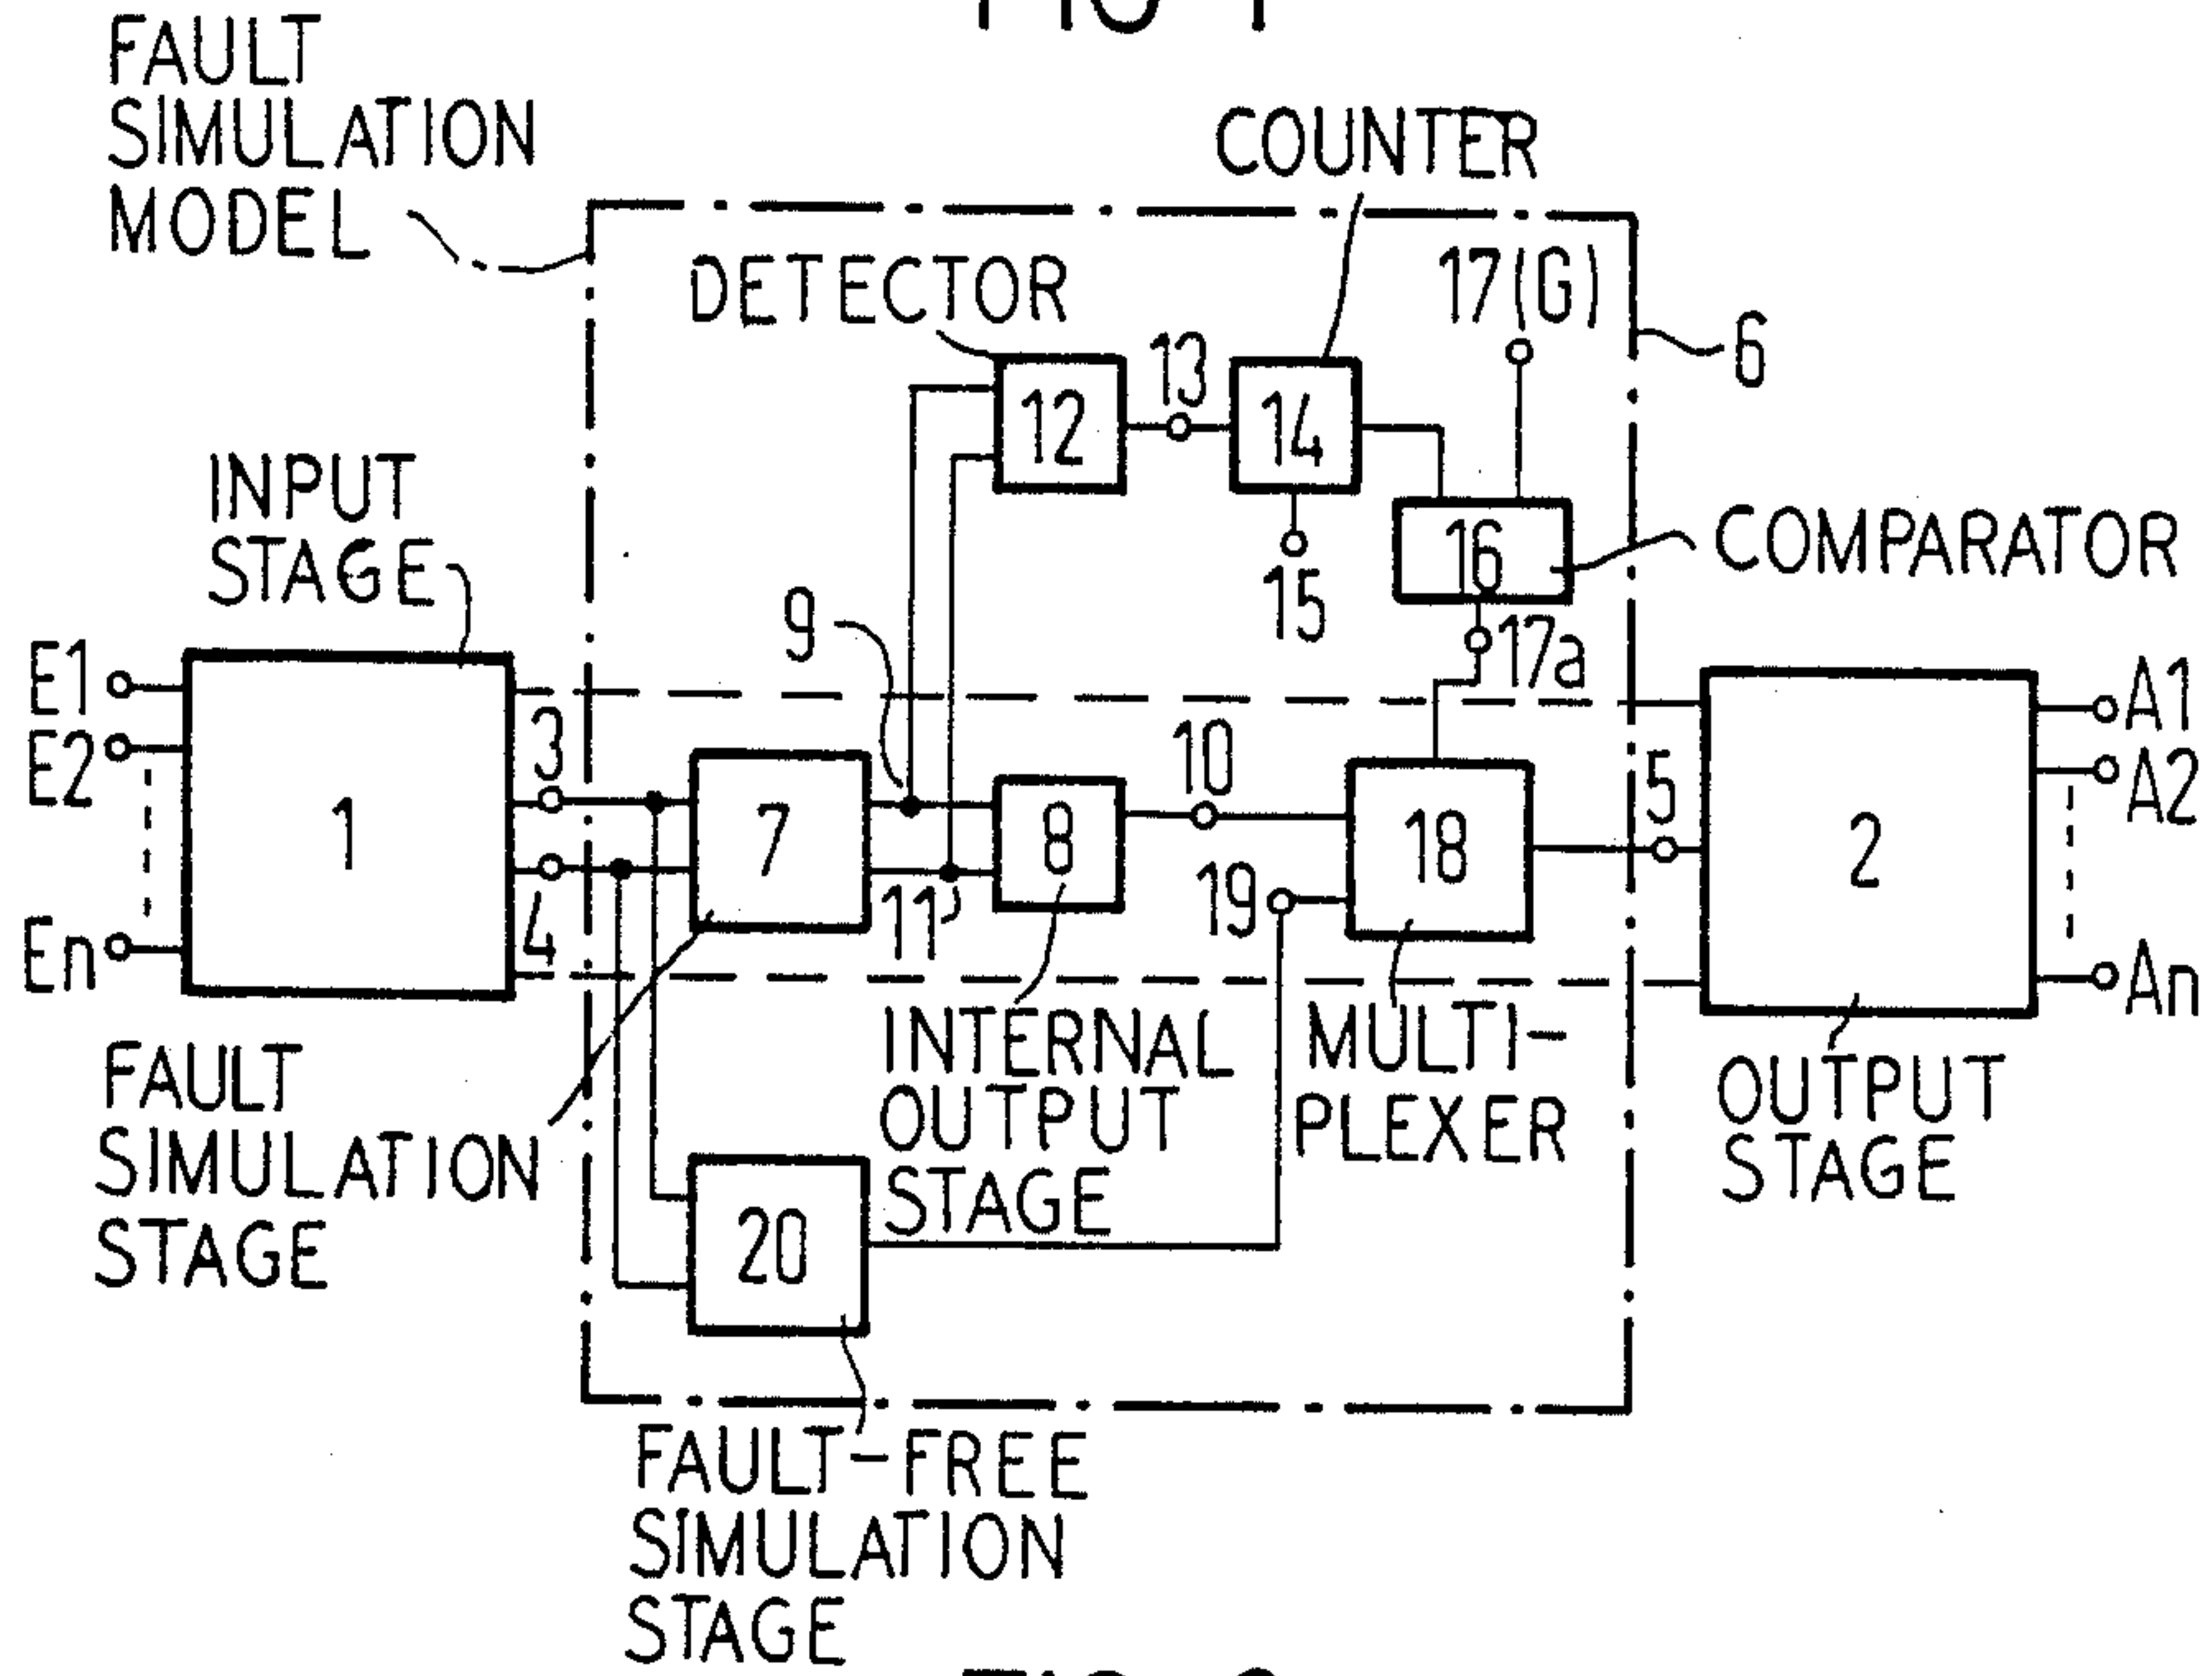 FAULT
SIMULATION
MODEL
COUNTER
DETECTOR
17(G)
6
13
12
14
INPUT
STAGE
16
COMPARATOR
15
9
17a
E1
E2
En
1
3
4
7
11'
8
10
19
18
5
2
A1
A2
An
FAULT
SIMULATION
STAGE
INTERNAL
OUTPUT
STAGE
MULTI-
PLEXER
OUTPUT
STAGE
20
FAULT-FREE
SIMULATION
STAGE